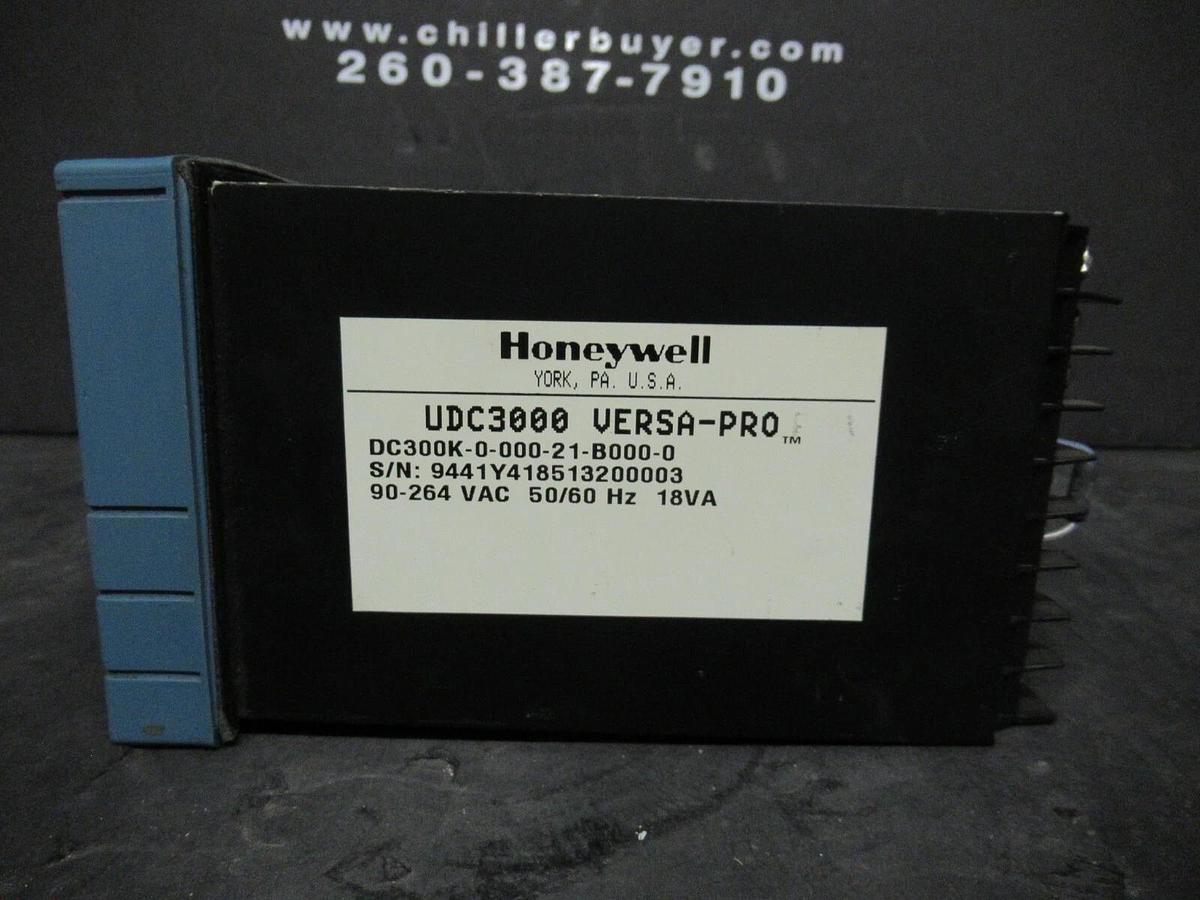 www.chillerbuyer.com
260-387-7910
Honeywell
YORK, PA. U.S.A.
UDC3000 VERSA-PRO™
DC300K-0-000-21-B000-0
S/N: 9441Y418513200003
90-264 VAC 50/60 Hz 18VA